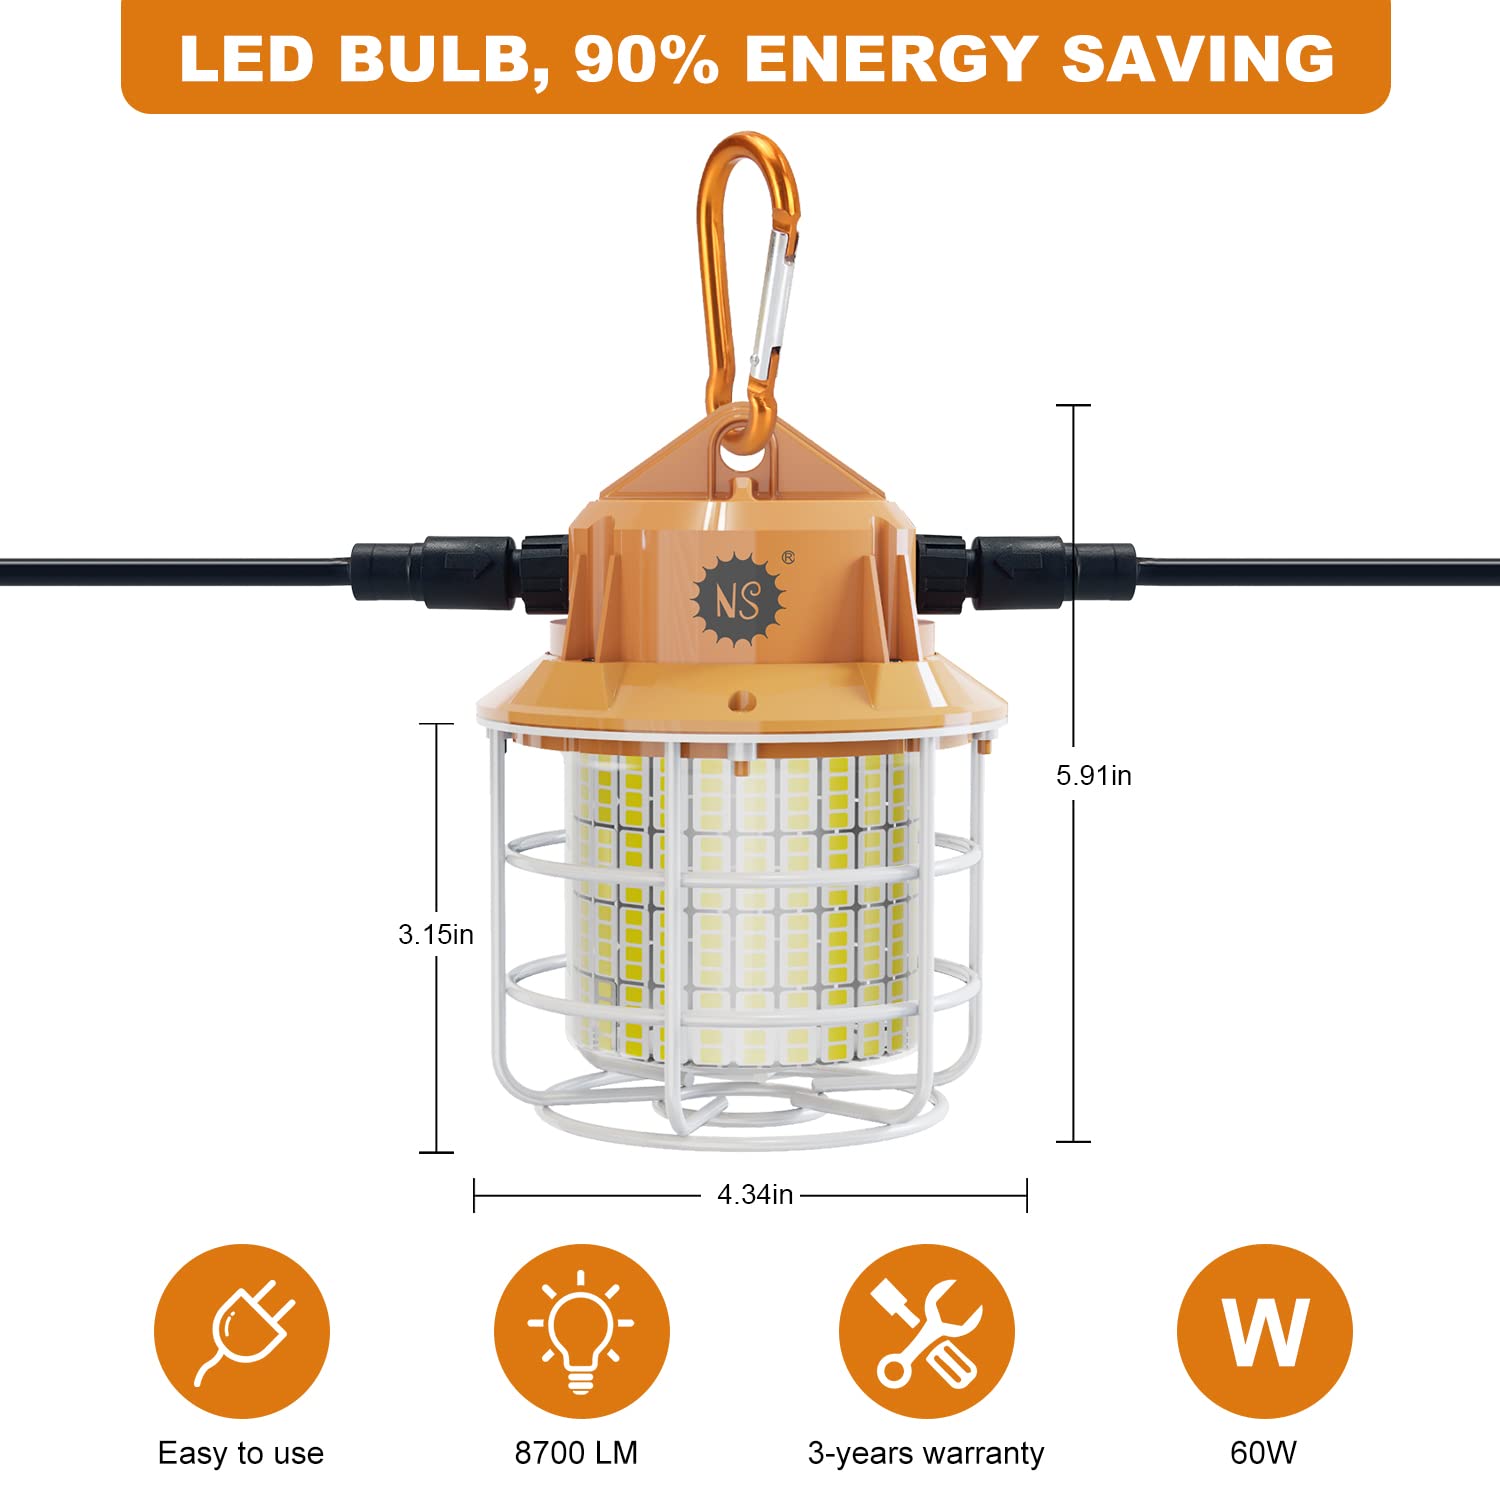 LED BULB, 90% ENERGY SAVING
NS
®
5.91in
3.15in
4.34in
W
Easy to use
8700 LM
3-years warranty
60W